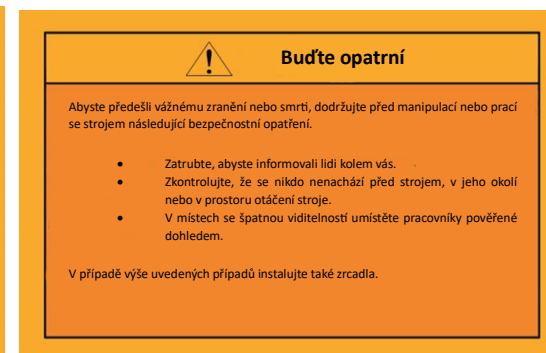 Buďte opatrní
Abyste předešli vážnému zranění nebo smrti, dodržujte před manipulací nebo prací
se strojem následující bezpečnostní opatření.
• Zatrubte, abyste informovali lidi kolem vás.
• Zkontrolujte, že se nikdo nenachází před strojem, v jeho okolí
nebo v prostoru otáčení stroje.
• V místech se špatnou viditelností umístěte pracovníky pověřené
dohledem.
V případě výše uvedených případů instalujte také zrcadla.